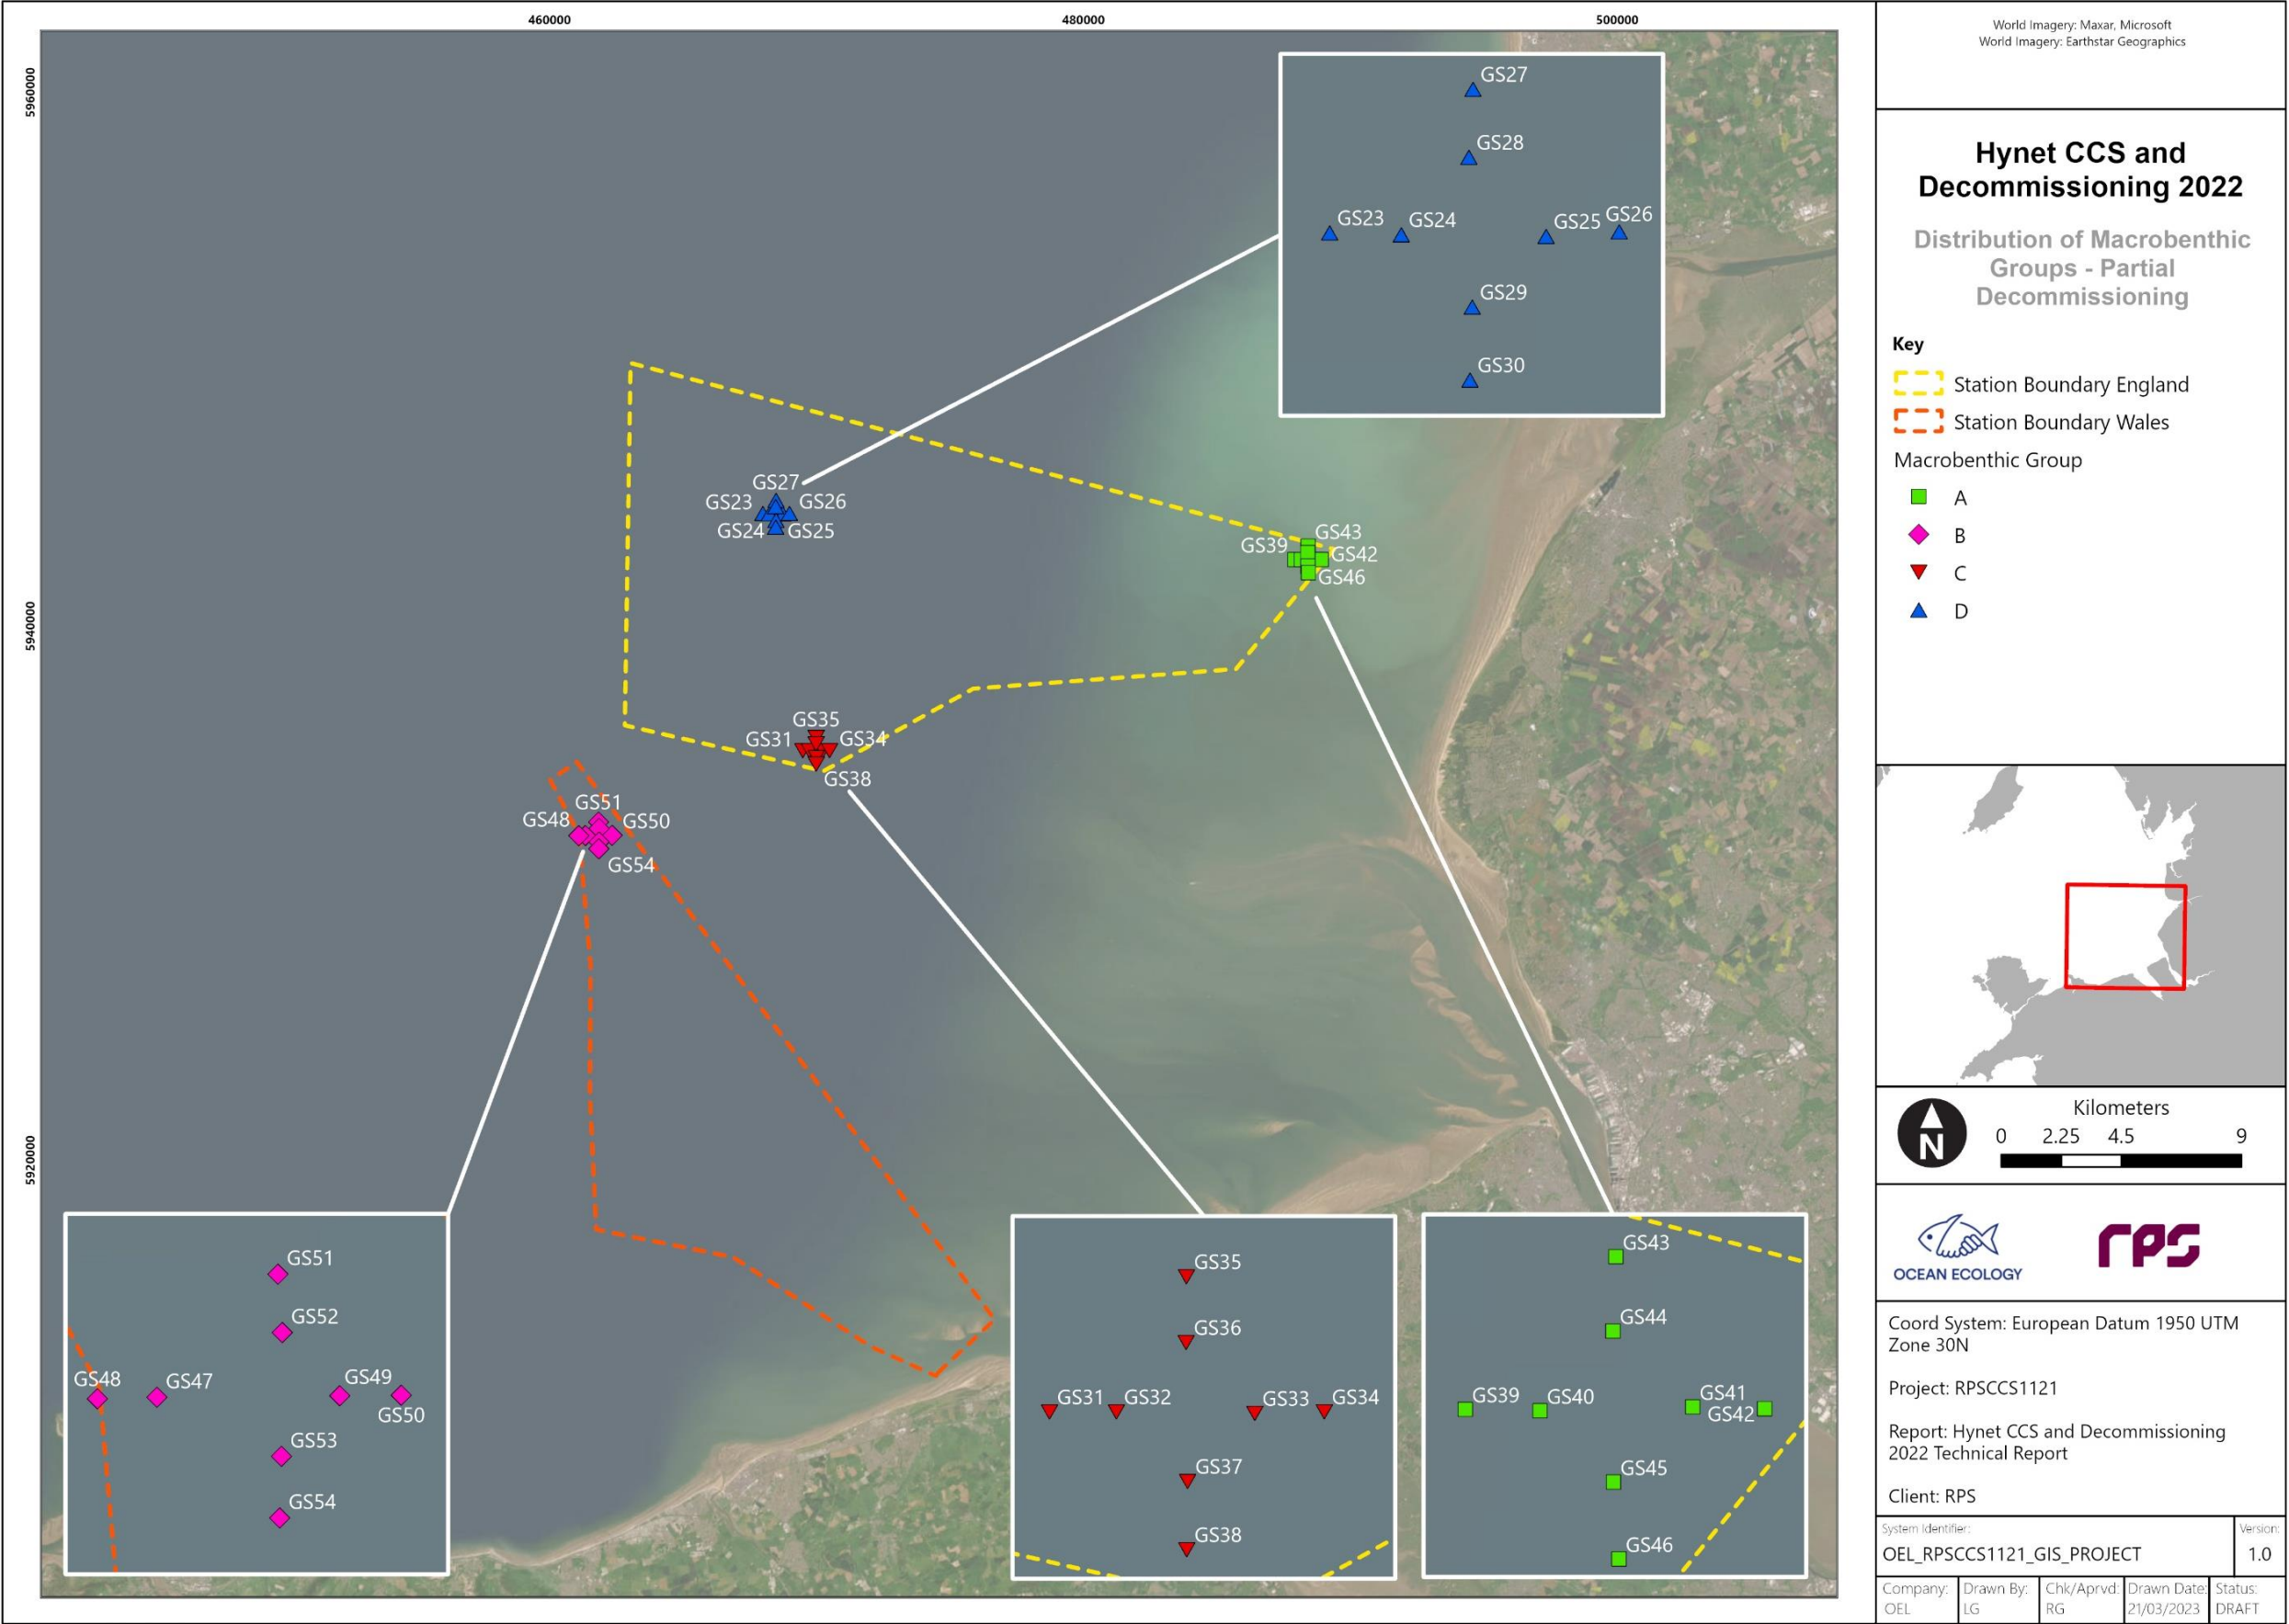 460000
480000
500000
5960000
5940000
5920000
GS27
GS28
GS23
GS24
GS25
GS26
GS29
GS30
GS27
GS23
GS26
GS24
GS25
GS43
GS39
GS42
GS46
GS35
GS31
GS34
GS38
GS51
GS48
GS50
GS54
GS51
GS52
GS48
GS47
GS49
GS50
GS53
GS54
GS35
GS36
GS31
GS32
GS33
GS34
GS37
GS38
GS43
GS44
GS39
GS40
GS41
GS42
GS45
GS46
World Imagery: Maxar, Microsoft
World Imagery: Earthstar Geographics
Hynet CCS and
Decommissioning 2022
Distribution of Macrobenthic
Groups - Partial
Decommissioning
Key
Station Boundary England
Station Boundary Wales
Macrobenthic Group
A
B
C
D
N
Kilometers
0 2.25 4.5 9
OCEAN ECOLOGY
rps
Coord System: European Datum 1950 UTM
Zone 30N
Project: RPSCCS1121
Report: Hynet CCS and Decommissioning
2022 Technical Report
Client: RPS
System Identifier:
OEL_RPSCCS1121_GIS_PROJECT
Version:
1.0
Company:
OEL
Drawn By:
LG
Chk/Aprvd:
RG
Drawn Date:
21/03/2023
Status:
DRAFT